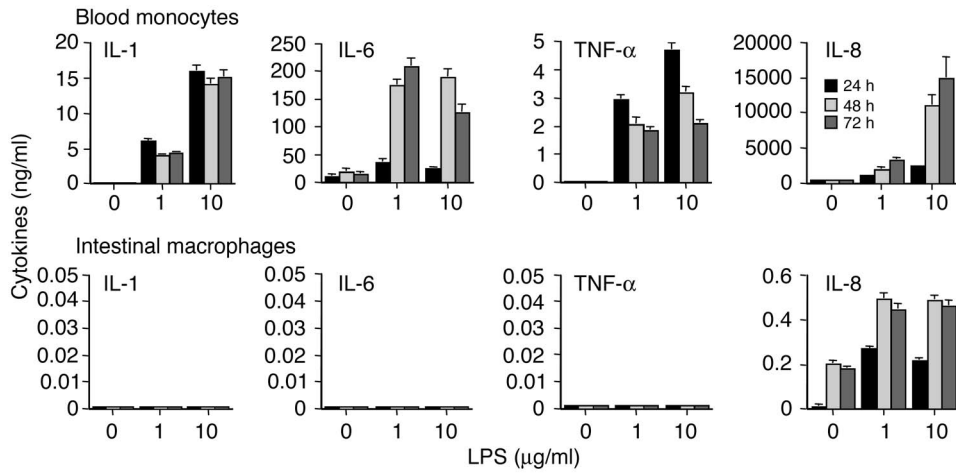 Blood monocytes
IL-1
IL-6
TNF-α
IL-8
20
15
10
5
0
250
200
150
100
50
0
5
4
3
2
1
0
20000
15000
10000
5000
0
24 h
48 h
72 h
0 1 10
0 1 10
0 1 10
0 1 10
Cytokines (ng/ml)
Intestinal macrophages
IL-1
IL-6
TNF-α
IL-8
0.05
0.04
0.03
0.02
0.01
0
0.05
0.04
0.03
0.02
0.01
0
0.05
0.04
0.03
0.02
0.01
0
0.6
0.4
0.2
0
0 1 10
0 1 10
0 1 10
0 1 10
LPS (μg/ml)